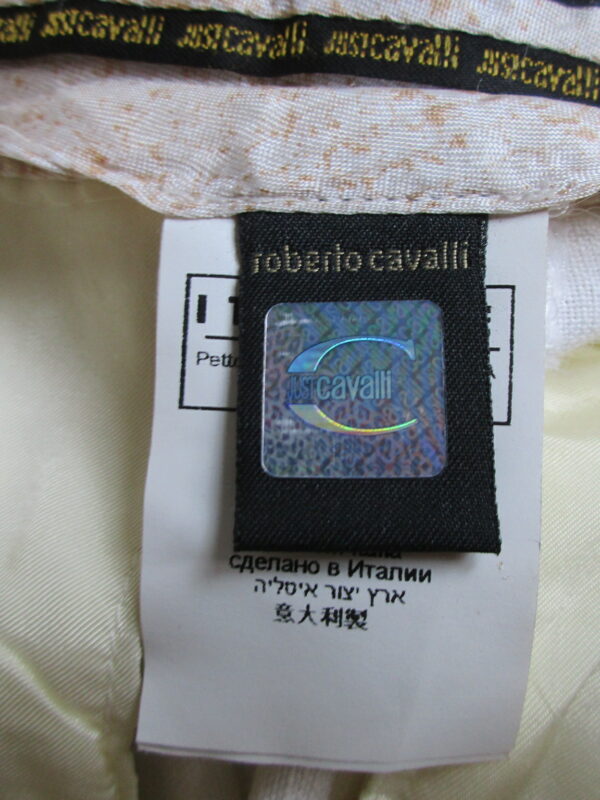 JUSTcavalli JUSTcavalli JUSTcavalli JUSTcavalli
roberto cavalli
JUSTcavalli
сделано в Италии
ארץ יצור איטליה
意大利製